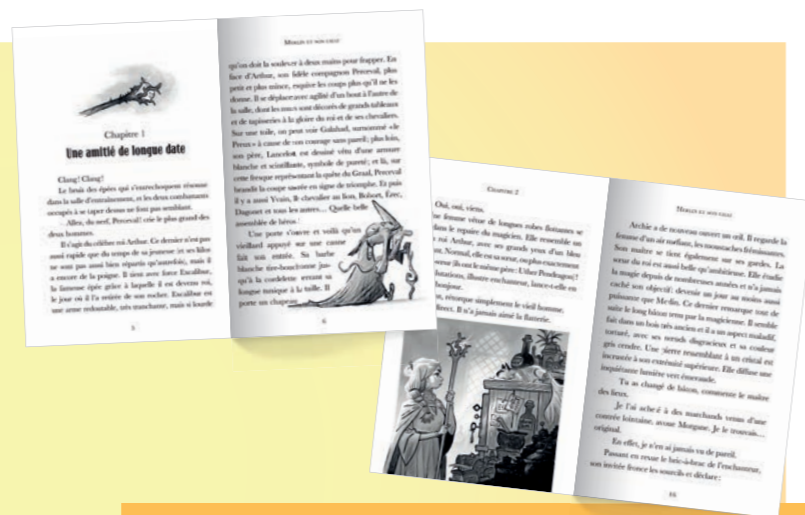 Chapitre 1
Une amitié de longue date
Clang! Clang!
Le bruit des épées qui s'entrechoquent résonne
dans la salle d'entraînement, et les deux combattants
occupés à se taper dessus ne font pas semblant.
– Allez, du nerf, Perceval! crie le plus grand des
deux hommes.
Il s'agit du célèbre roi Arthur. Ce dernier n'est pas
aussi rapide que du temps de sa jeunesse (et ses kilos
ne sont pas aussi bien répartis qu'autrefois), mais il
a encore de la poigne. Il tient avec force Excalibur,
la fameuse épée grâce à laquelle il est devenu roi,
le jour où il l'a retirée de son rocher. Excalibur est
une arme redoutable, très tranchante, mais si lourde
5
MERLIN ET SON CHAT
qu'on doit la soulever à deux mains pour frapper. En
face d'Arthur, son fidèle compagnon Perceval, plus
petit et plus mince, esquive les coups plus qu'il ne les
donne. Il se déplace avec agilité d'un bout à l'autre de
la salle, dont les murs sont décorés de grands tableaux
et de tapisseries à la gloire du roi et de ses chevaliers.
Sur une toile, on peut voir Galahad, surnommé «le
Preux» à cause de son courage sans pareil; plus loin,
son père, Lancelot est dessiné vêtu d'une armure
blanche et scintillante, symbole de pureté; et là, sur
cette fresque représentant la quête du Graal, Perceval
brandit la coupe sacrée en signe de triomphe. Et puis
il y a aussi Yvain, le chevalier au lion, Bohort, Érec,
Dagonet et tous les autres… Quelle belle
assemblée de héros!
Une porte s'ouvre et voilà qu'un
vieillard appuyé sur une canne
fait son entrée. Sa barbe
blanche tire-bouchonne jus-
qu'à la cordelette serrant sa
longue tunique à la taille. Il
porte un chapeau
6
CHAPITRE 2
Oui, oui, viens.
ne femme vêtue de longues robes flottantes se
dans le repaire du magicien. Elle ressemble un
roi Arthur, avec ses grands yeux d'un bleu
nt. Normal, elle est sa sœur, ou plus exactement
sœur (ils ont le même père: Uther Pendragon)!
lutations, illustre enchanteur, lance-t-elle en
bonjour.
rétorque simplement le vieil homme.
direct. Il n'a jamais aimé la flatterie.
MERLIN ET SON CHAT
Archie a de nouveau ouvert un œil. Il regarde la
femme d'un air méfiant, les moustaches frémissantes.
Son maître se tient également sur ses gardes. La
sœur du roi est aussi belle qu'ambitieuse. Elle étudie
la magie depuis de nombreuses années et n'a jamais
caché son objectif: devenir un jour au moins aussi
puissante que Merlin. Ce dernier remarque tout de
suite le long bâton tenu par la magicienne. Il semble
fait dans un bois très ancien et il a un aspect maladif,
torturé, avec ses nœuds disgracieux et sa couleur
gris cendre. Une pierre ressemblant à un cristal est
incrustée à son extrémité supérieure. Elle diffuse une
inquiétante lumière vert émeraude.
Tu as changé de bâton, commente le maître
des lieux.
Je l'ai acheté à des marchands venus d'une
contrée lointaine, avoue Morgane. Je le trouvais…
original.
En effet, je n'en ai jamais vu de pareil.
Passant en revue le bric-à-brac de l'enchanteur,
son invitée fronce les sourcils et déclare: